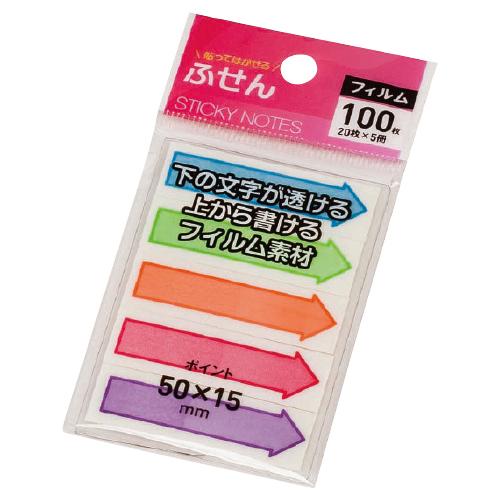 貼ってはがせる
ふせん
STICKY NOTES
フィルム
100枚
20枚×5冊
下の文字が透ける
上から書ける
フィルム素材
ポイント
50×15
mm